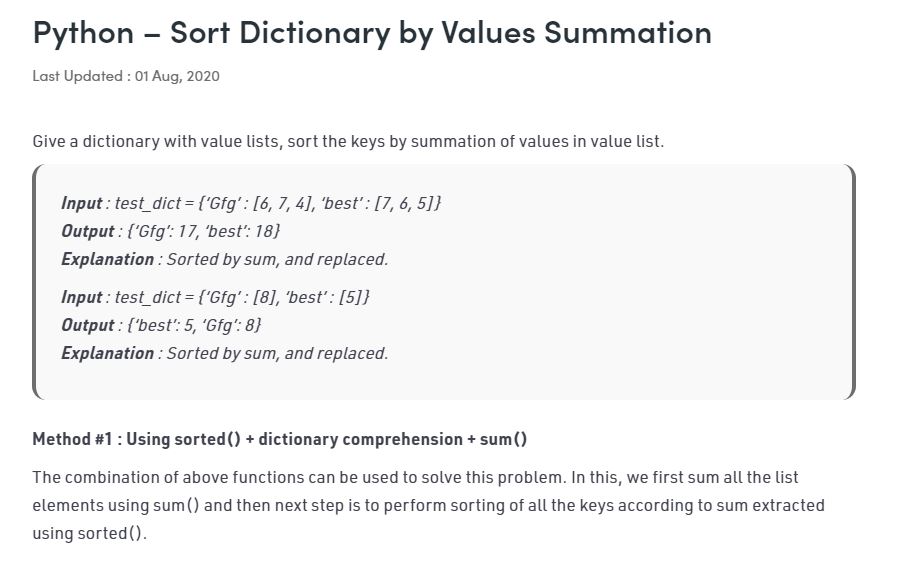 Python – Sort Dictionary by Values Summation
Last Updated : 01 Aug, 2020
Give a dictionary with value lists, sort the keys by summation of values in value list.
Input : test_dict = {‘Gfg’ : [6, 7, 4], ‘best’ : [7, 6, 5]}
Output : {‘Gfg’: 17, ‘best’: 18}
Explanation : Sorted by sum, and replaced.
Input : test_dict = {‘Gfg’ : [8], ‘best’ : [5]}
Output : {‘best’: 5, ‘Gfg’: 8}
Explanation : Sorted by sum, and replaced.
Method #1 : Using sorted() + dictionary comprehension + sum()
The combination of above functions can be used to solve this problem. In this, we first sum all the list
elements using sum() and then next step is to perform sorting of all the keys according to sum extracted
using sorted().